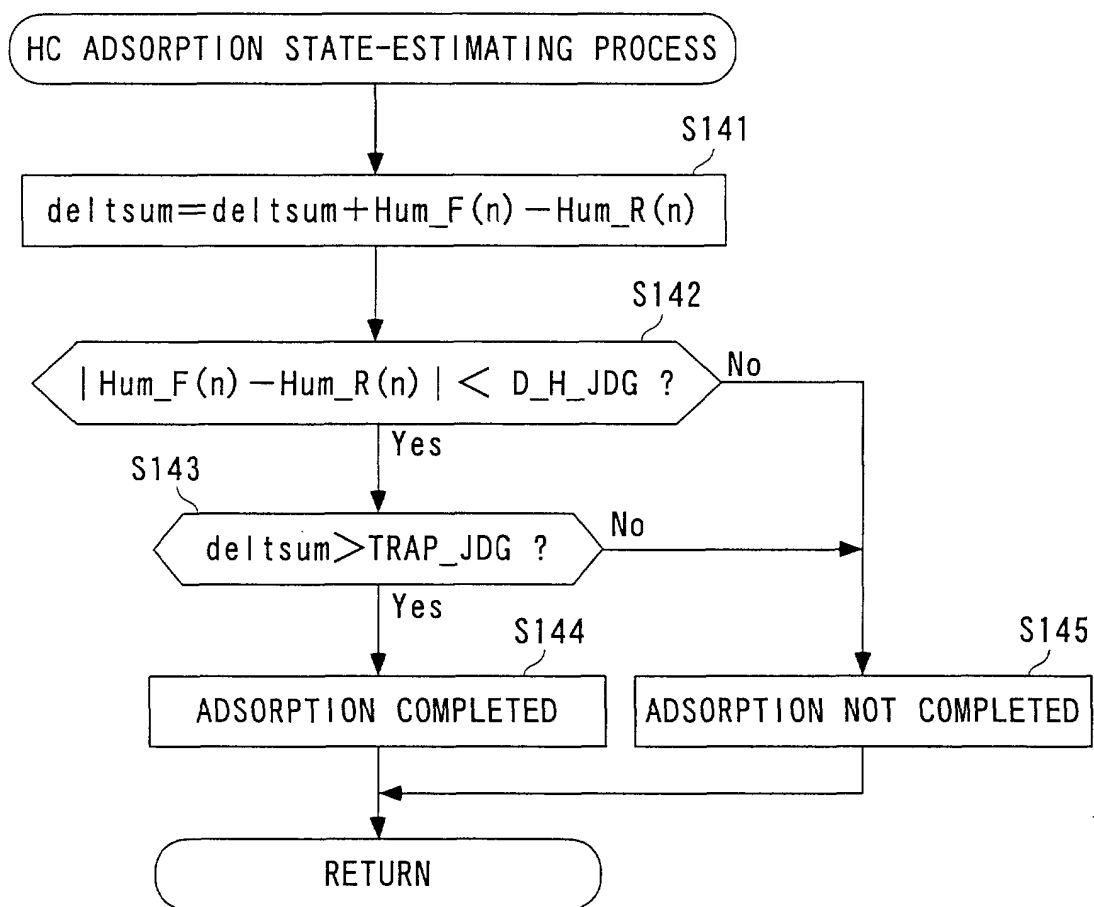 HC ADSORPTION STATE-ESTIMATING PROCESS
S141
deltsum=deltsum+Hum_F(n)-Hum_R(n)
S142
|Hum_F(n)-Hum_R(n)| < D_H_JDG ?
No
Yes
S143
deltsum>TRAP_JDG ?
No
Yes
S144
S145
ADSORPTION COMPLETED
ADSORPTION NOT COMPLETED
RETURN